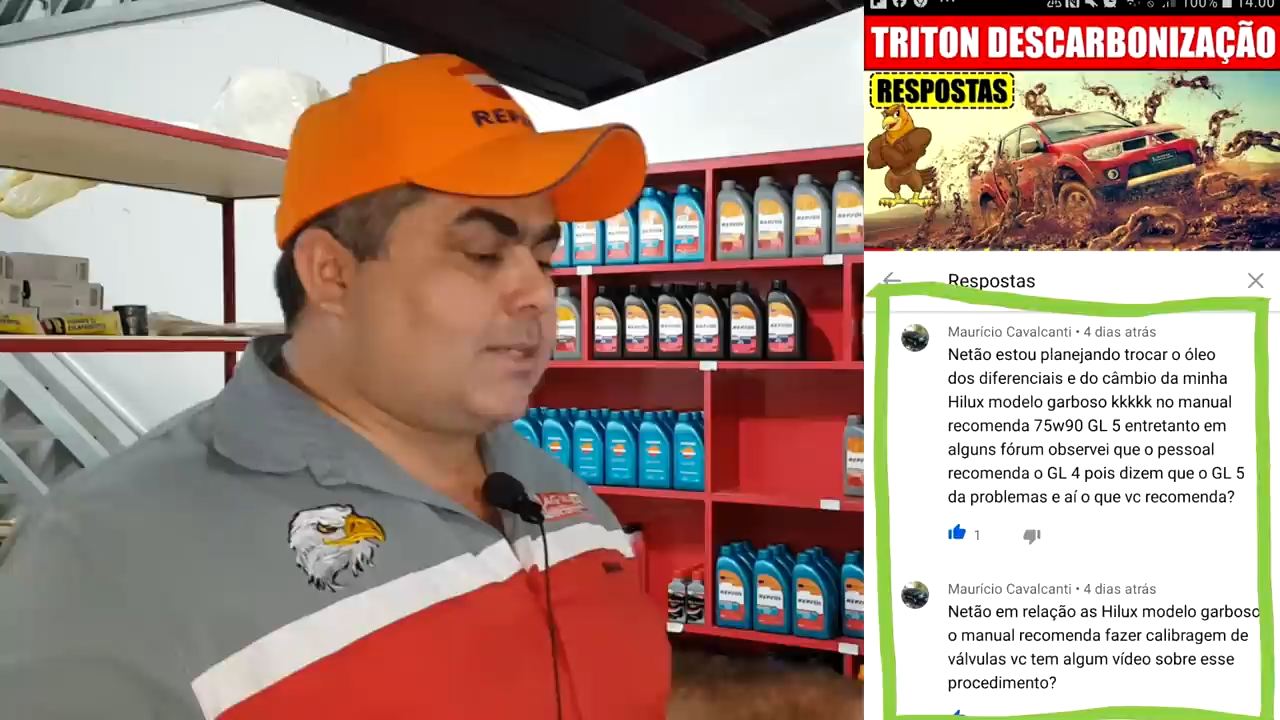 100% 14:00
TRITON DESCARBONIZAÇÃO
RESPOSTAS
Respostas
Maurício Cavalcanti • 4 dias atrás
Netão estou planejando trocar o óleo
dos diferenciais e do câmbio da minha
Hilux modelo garboso kkkkk no manual
recomenda 75w90 GL 5 entretanto em
alguns fórum observei que o pessoal
recomenda o GL 4 pois dizem que o GL 5
da problemas e aí o que vc recomenda?
1
Maurício Cavalcanti • 4 dias atrás
Netão em relação as Hilux modelo garboso
o manual recomenda fazer calibragem de
válvulas vc tem algum vídeo sobre esse
procedimento?